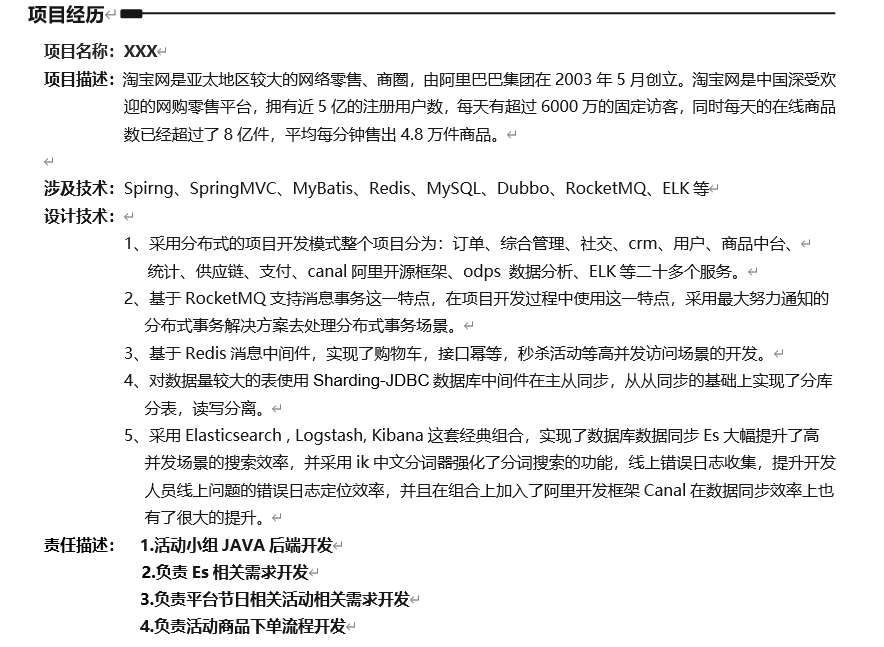 项目经历
项目名称：XXX
项目描述：淘宝网是亚太地区较大的网络零售、商圈，由阿里巴巴集团在 2003 年 5 月创立。淘宝网是中国深受欢
迎的网购零售平台，拥有近 5 亿的注册用户数，每天有超过 6000 万的固定访客，同时每天的在线商品
数已经超过了 8 亿件，平均每分钟售出 4.8 万件商品。
涉及技术：Spirng、SpringMVC、MyBatis、Redis、MySQL、Dubbo、RocketMQ、ELK 等
设计技术：
1、采用分布式的项目开发模式整个项目分为：订单、综合管理、社交、crm、用户、商品中台、
统计、供应链、支付、canal 阿里开源框架、odps 数据分析、ELK 等二十多个服务。
2、基于 RocketMQ 支持消息事务这一特点，在项目开发过程中使用这一特点，采用最大努力通知的
分布式事务解决方案去处理分布式事务场景。
3、基于 Redis 消息中间件，实现了购物车，接口幂等，秒杀活动等高并发访问场景的开发。
4、对数据量较大的表使用 Sharding-JDBC 数据库中间件在主从同步，从从同步的基础上实现了分库
分表，读写分离。
5、采用 Elasticsearch , Logstash, Kibana 这套经典组合，实现了数据库数据同步 Es 大幅提升了高
并发场景的搜索效率，并采用 ik 中文分词器强化了分词搜索的功能，线上错误日志收集，提升开发
人员线上问题的错误日志定位效率，并且在组合上加入了阿里开发框架 Canal 在数据同步效率上也
有了很大的提升。
责任描述： 1.活动小组 JAVA 后端开发
2.负责 Es 相关需求开发
3.负责平台节日相关活动相关需求开发
4.负责活动商品下单流程开发